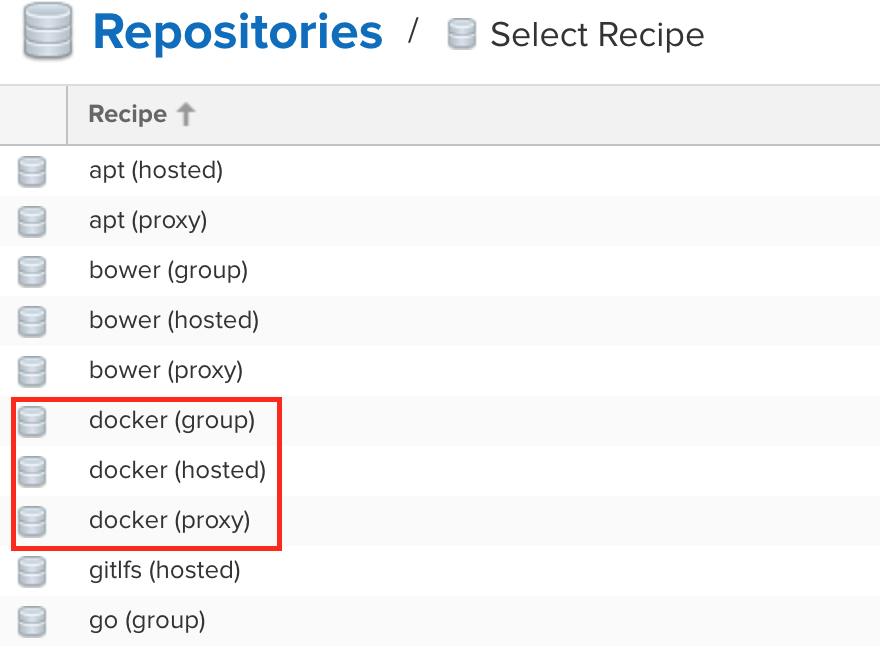 Repositories / Select Recipe
Recipe
apt (hosted)
apt (proxy)
bower (group)
bower (hosted)
bower (proxy)
docker (group)
docker (hosted)
docker (proxy)
gitlfs (hosted)
go (group)